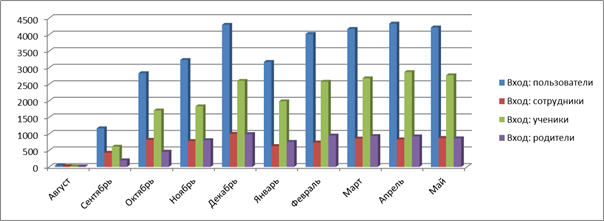 4500
4000
3500
3000
2500
2000
1500
1000
500
0
Август
Сентябрь
Октябрь
Ноябрь
Декабрь
Январь
Февраль
Март
Апрель
Май
Вход: пользователи
Вход: сотрудники
Вход: ученики
Вход: родители